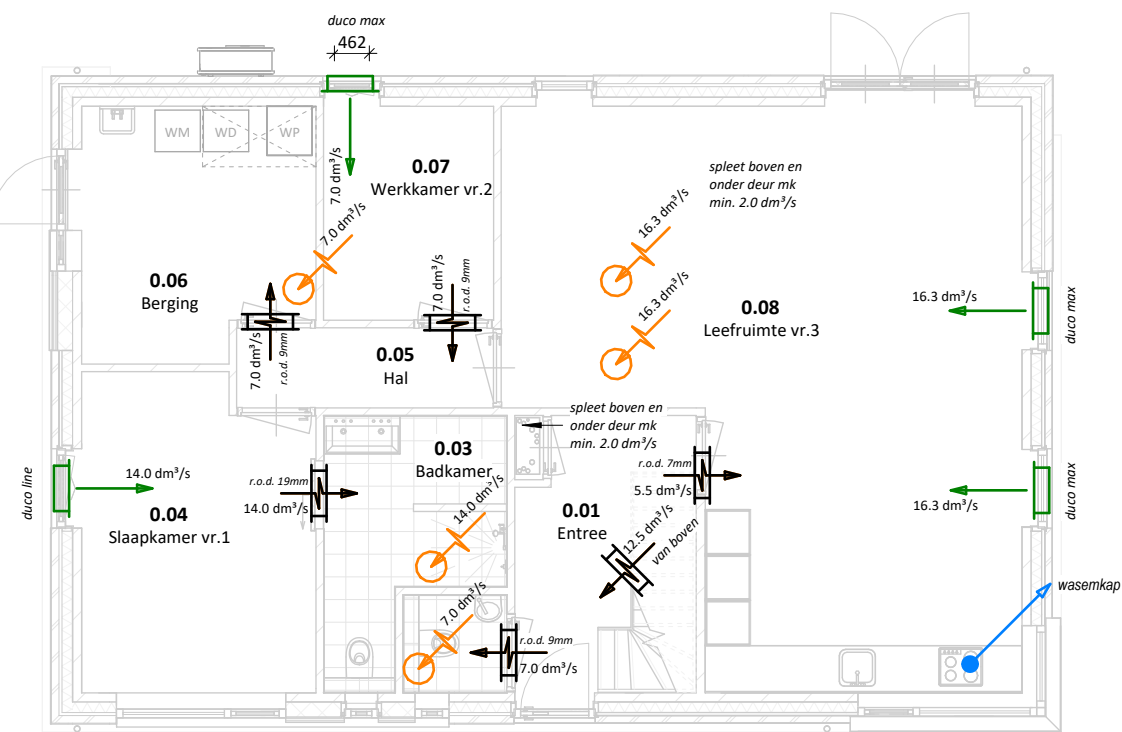 duco max
462
WM
WD
WP
7.0 dm³/s
0.07
Werkkamer vr.2
7.0 dm³/s
spleet boven en
onder deur mk
min. 2.0 dm³/s
16.3 dm³/s
0.06
Berging
7.0 dm³/s
r.o.d. 9mm
16.3 dm³/s
0.08
Leefruimte vr.3
16.3 dm³/s
duco max
7.0 dm³/s
r.o.d. 9mm
0.05
Hal
spleet boven en
onder deur mk
min. 2.0 dm³/s
0.03
Badkamer
duco line
14.0 dm³/s
0.04
Slaapkamer vr.1
r.o.d. 19mm
14.0 dm³/s
14.0 dm³/s
r.o.d. 7mm
5.5 dm³/s
0.01
Entree
12.5 dm³/s
van boven
16.3 dm³/s
duco max
7.0 dm³/s
r.o.d. 9mm
7.0 dm³/s
wasemkap